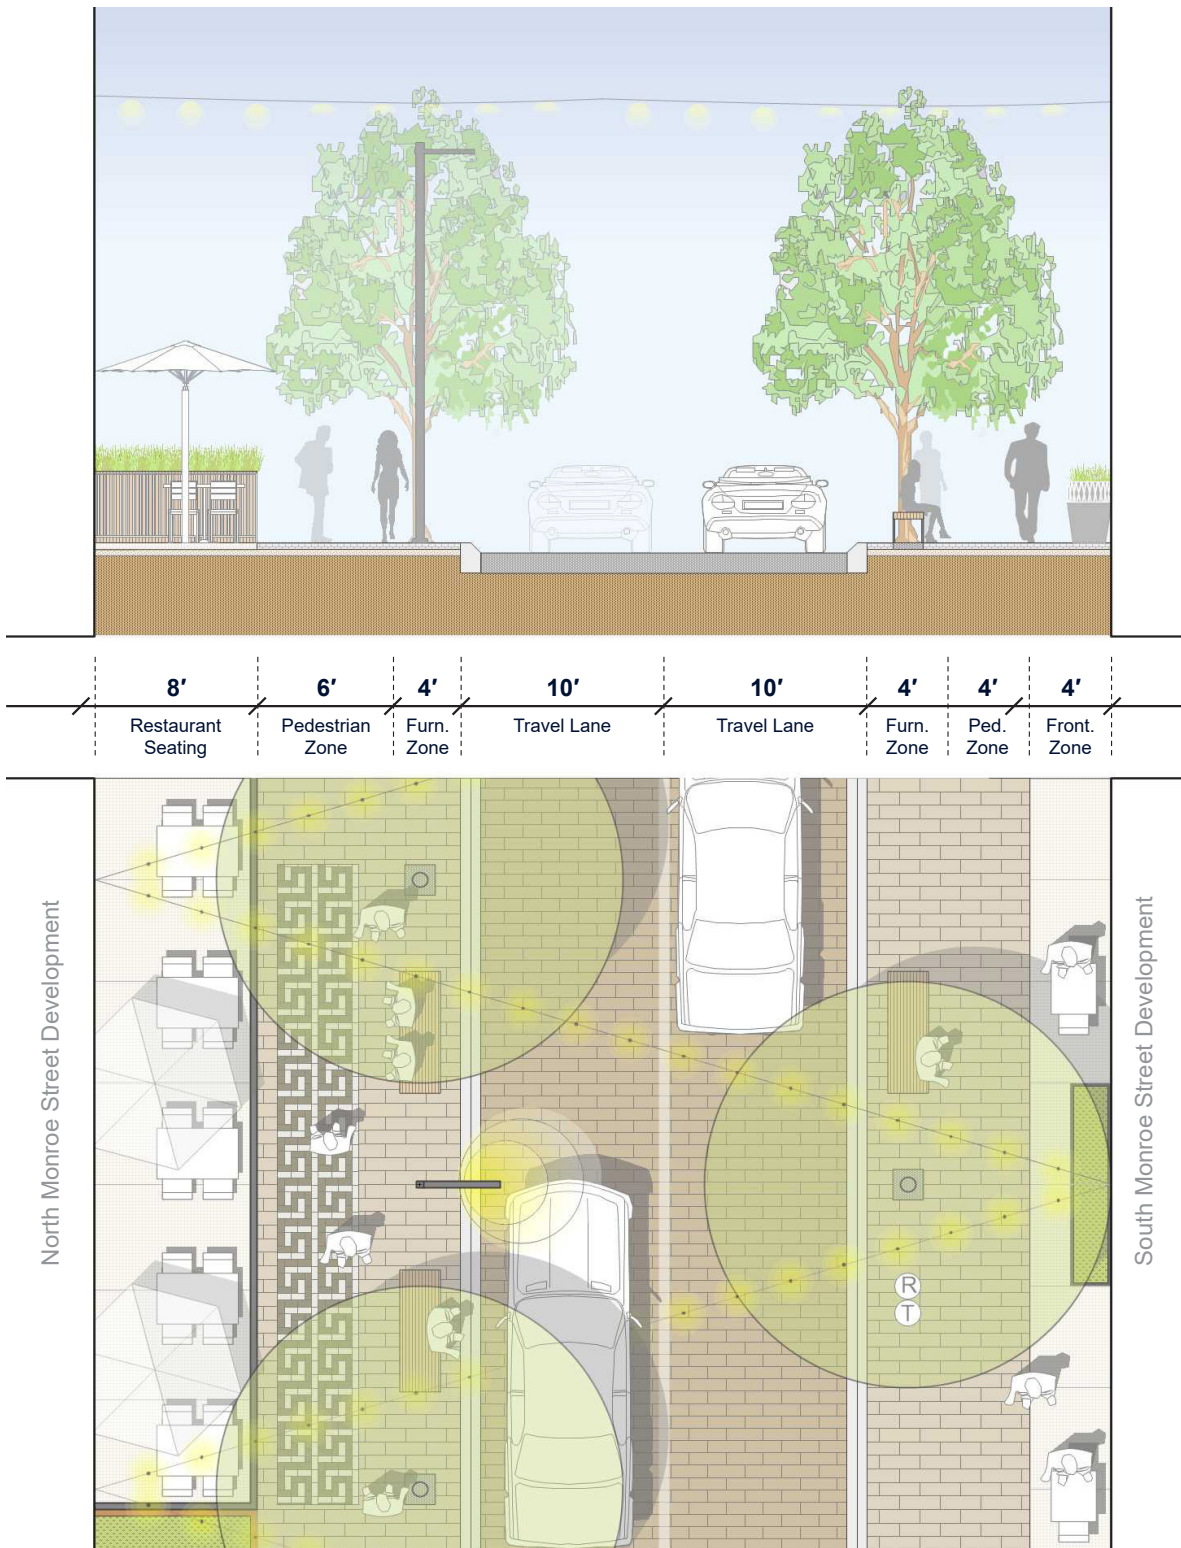 8′ 6′ 4′ 10′ 10′ 4′ 4′ 4′
Restaurant Seating
Pedestrian Zone
Furn. Zone
Travel Lane
Travel Lane
Furn. Zone
Ped. Zone
Front. Zone
North Monroe Street Development
South Monroe Street Development
R
T